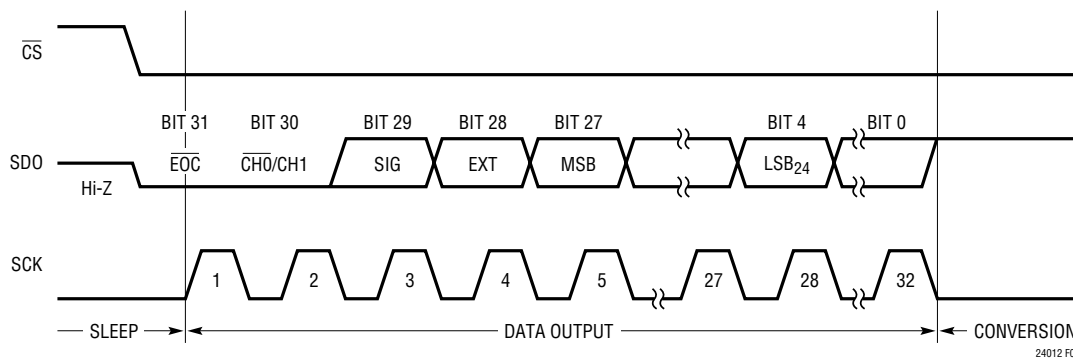 CS
BIT 31 BIT 30 BIT 29 BIT 28 BIT 27 BIT 4 BIT 0
SDO EOC CH0/CH1 SIG EXT MSB LSB24
Hi-Z
SCK 1 2 3 4 5 27 28 32
SLEEP DATA OUTPUT CONVERSION
24012